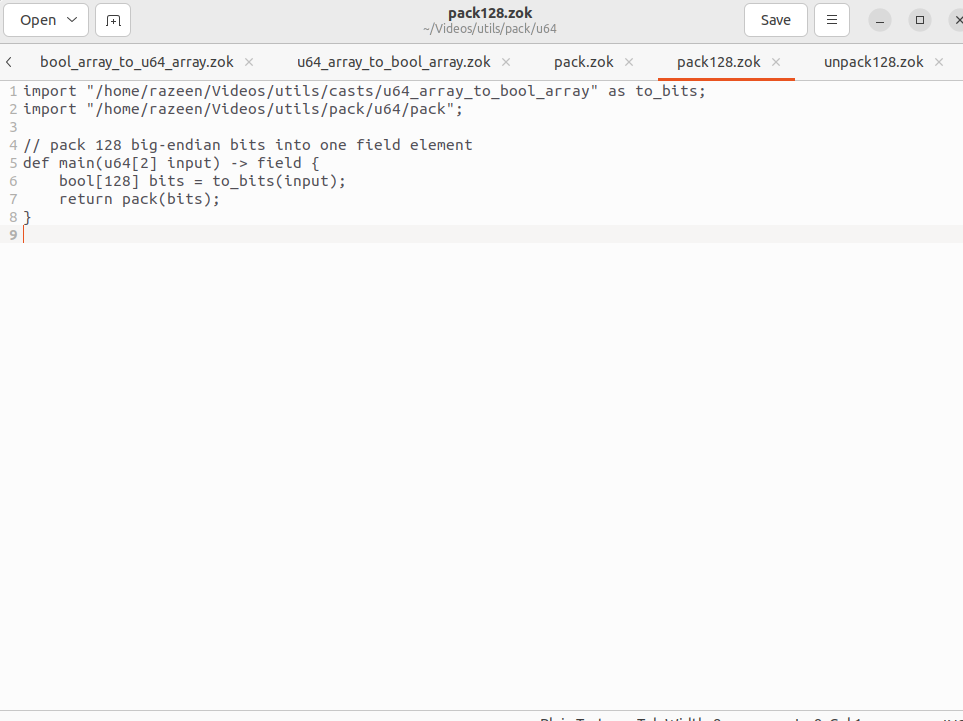 Open
pack128.zok
~/Videos/utils/pack/u64
Save
bool_array_to_u64_array.zok
u64_array_to_bool_array.zok
pack.zok
pack128.zok
unpack128.zok
1 import "/home/razeen/Videos/utils/casts/u64_array_to_bool_array" as to_bits;
2 import "/home/razeen/Videos/utils/pack/u64/pack";
3
4 // pack 128 big-endian bits into one field element
5 def main(u64[2] input) -> field {
6     bool[128] bits = to_bits(input);
7     return pack(bits);
8 }
9